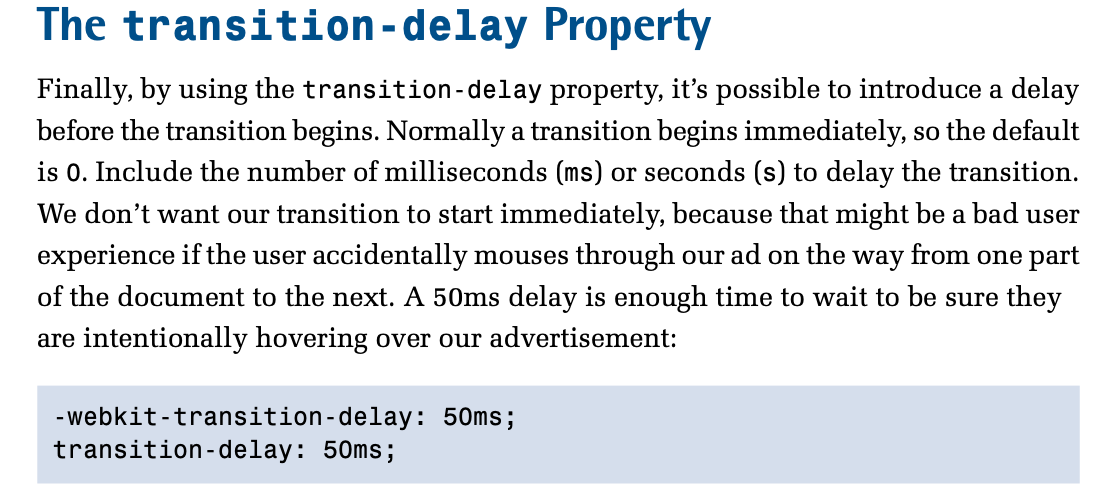 The transition-delay Property
Finally, by using the transition-delay property, it’s possible to introduce a delay
before the transition begins. Normally a transition begins immediately, so the default
is 0. Include the number of milliseconds (ms) or seconds (s) to delay the transition.
We don’t want our transition to start immediately, because that might be a bad user
experience if the user accidentally mouses through our ad on the way from one part
of the document to the next. A 50ms delay is enough time to wait to be sure they
are intentionally hovering over our advertisement:
-webkit-transition-delay: 50ms;
transition-delay: 50ms;